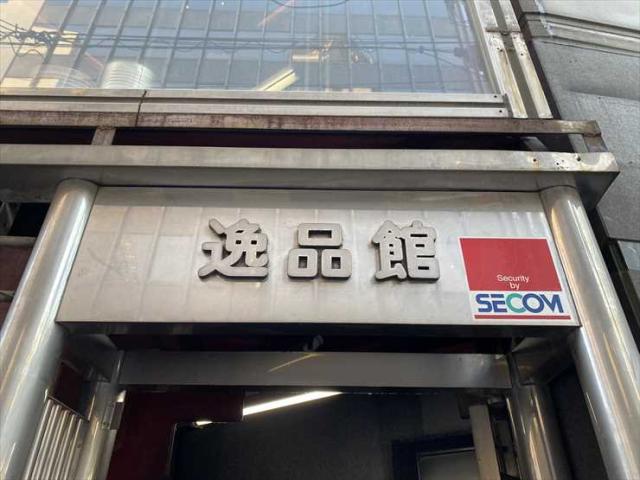 逸品館
Security
by
SECOM